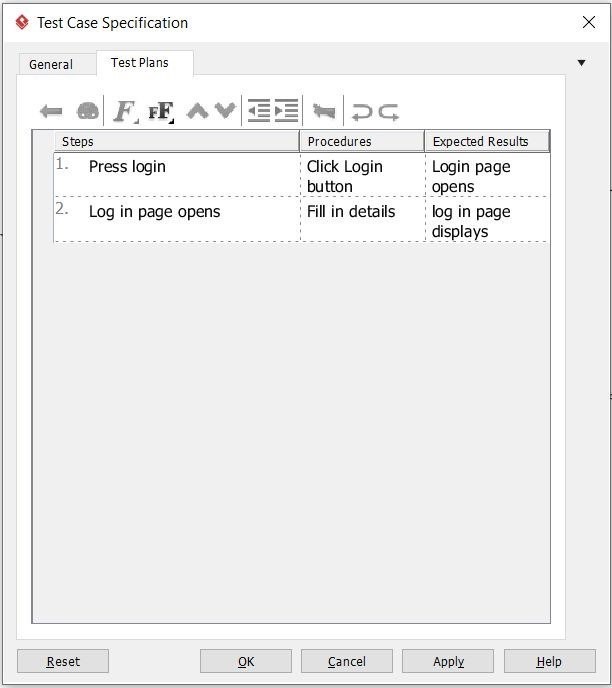 Test Case Specification
General
Test Plans
F
FF
Steps
Procedures
Expected Results
1.
Press login
Click Login
button
Login page
opens
2.
Log in page opens
Fill in details
log in page
displays
Reset
OK
Cancel
Apply
Help